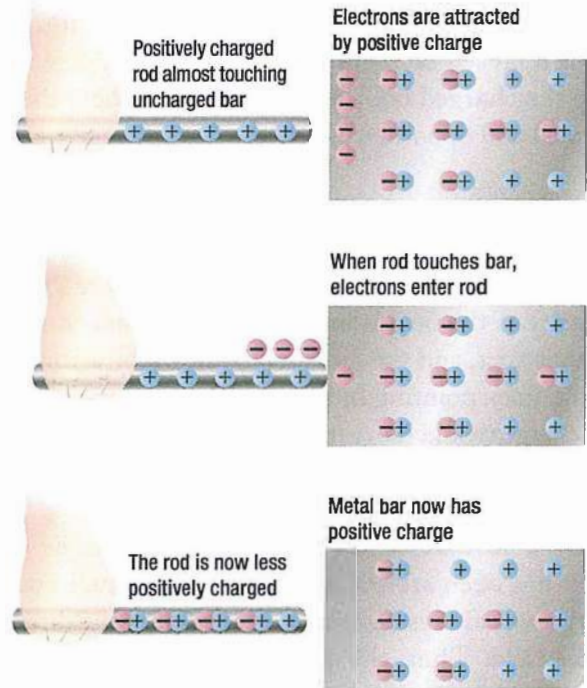 Positively charged
rod almost touching
uncharged bar
Electrons are attracted
by positive charge
When rod touches bar,
electrons enter rod
The rod is now less
positively charged
Metal bar now has
positive charge